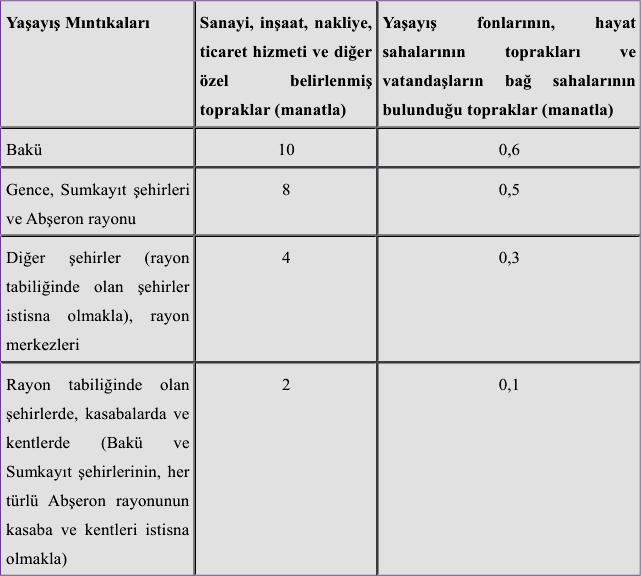 Yaşayış Mıntıkaları
Sanayi, inşaat, nakliye,
ticaret hizmeti ve diğer
özel belirlenmiş
topraklar (manatla)
Yaşayış fonlarının, hayat
sahalarının toprakları ve
vatandaşların bağ sahalarının
bulunduğu topraklar (manatla)
Bakü
10
0,6
Gence, Sumkayıt şehirleri
ve Abşeron rayonu
8
0,5
Diğer şehirler (rayon
tabiliğinde olan şehirler
istisna olmakla), rayon
merkezleri
4
0,3
Rayon tabiliğinde olan
şehirlerde, kasabalarda ve
kentlerde (Bakü ve
Sumkayıt şehirlerinin, her
türlü Abşeron rayonunun
kasaba ve kentleri istisna
olmakla)
2
0,1